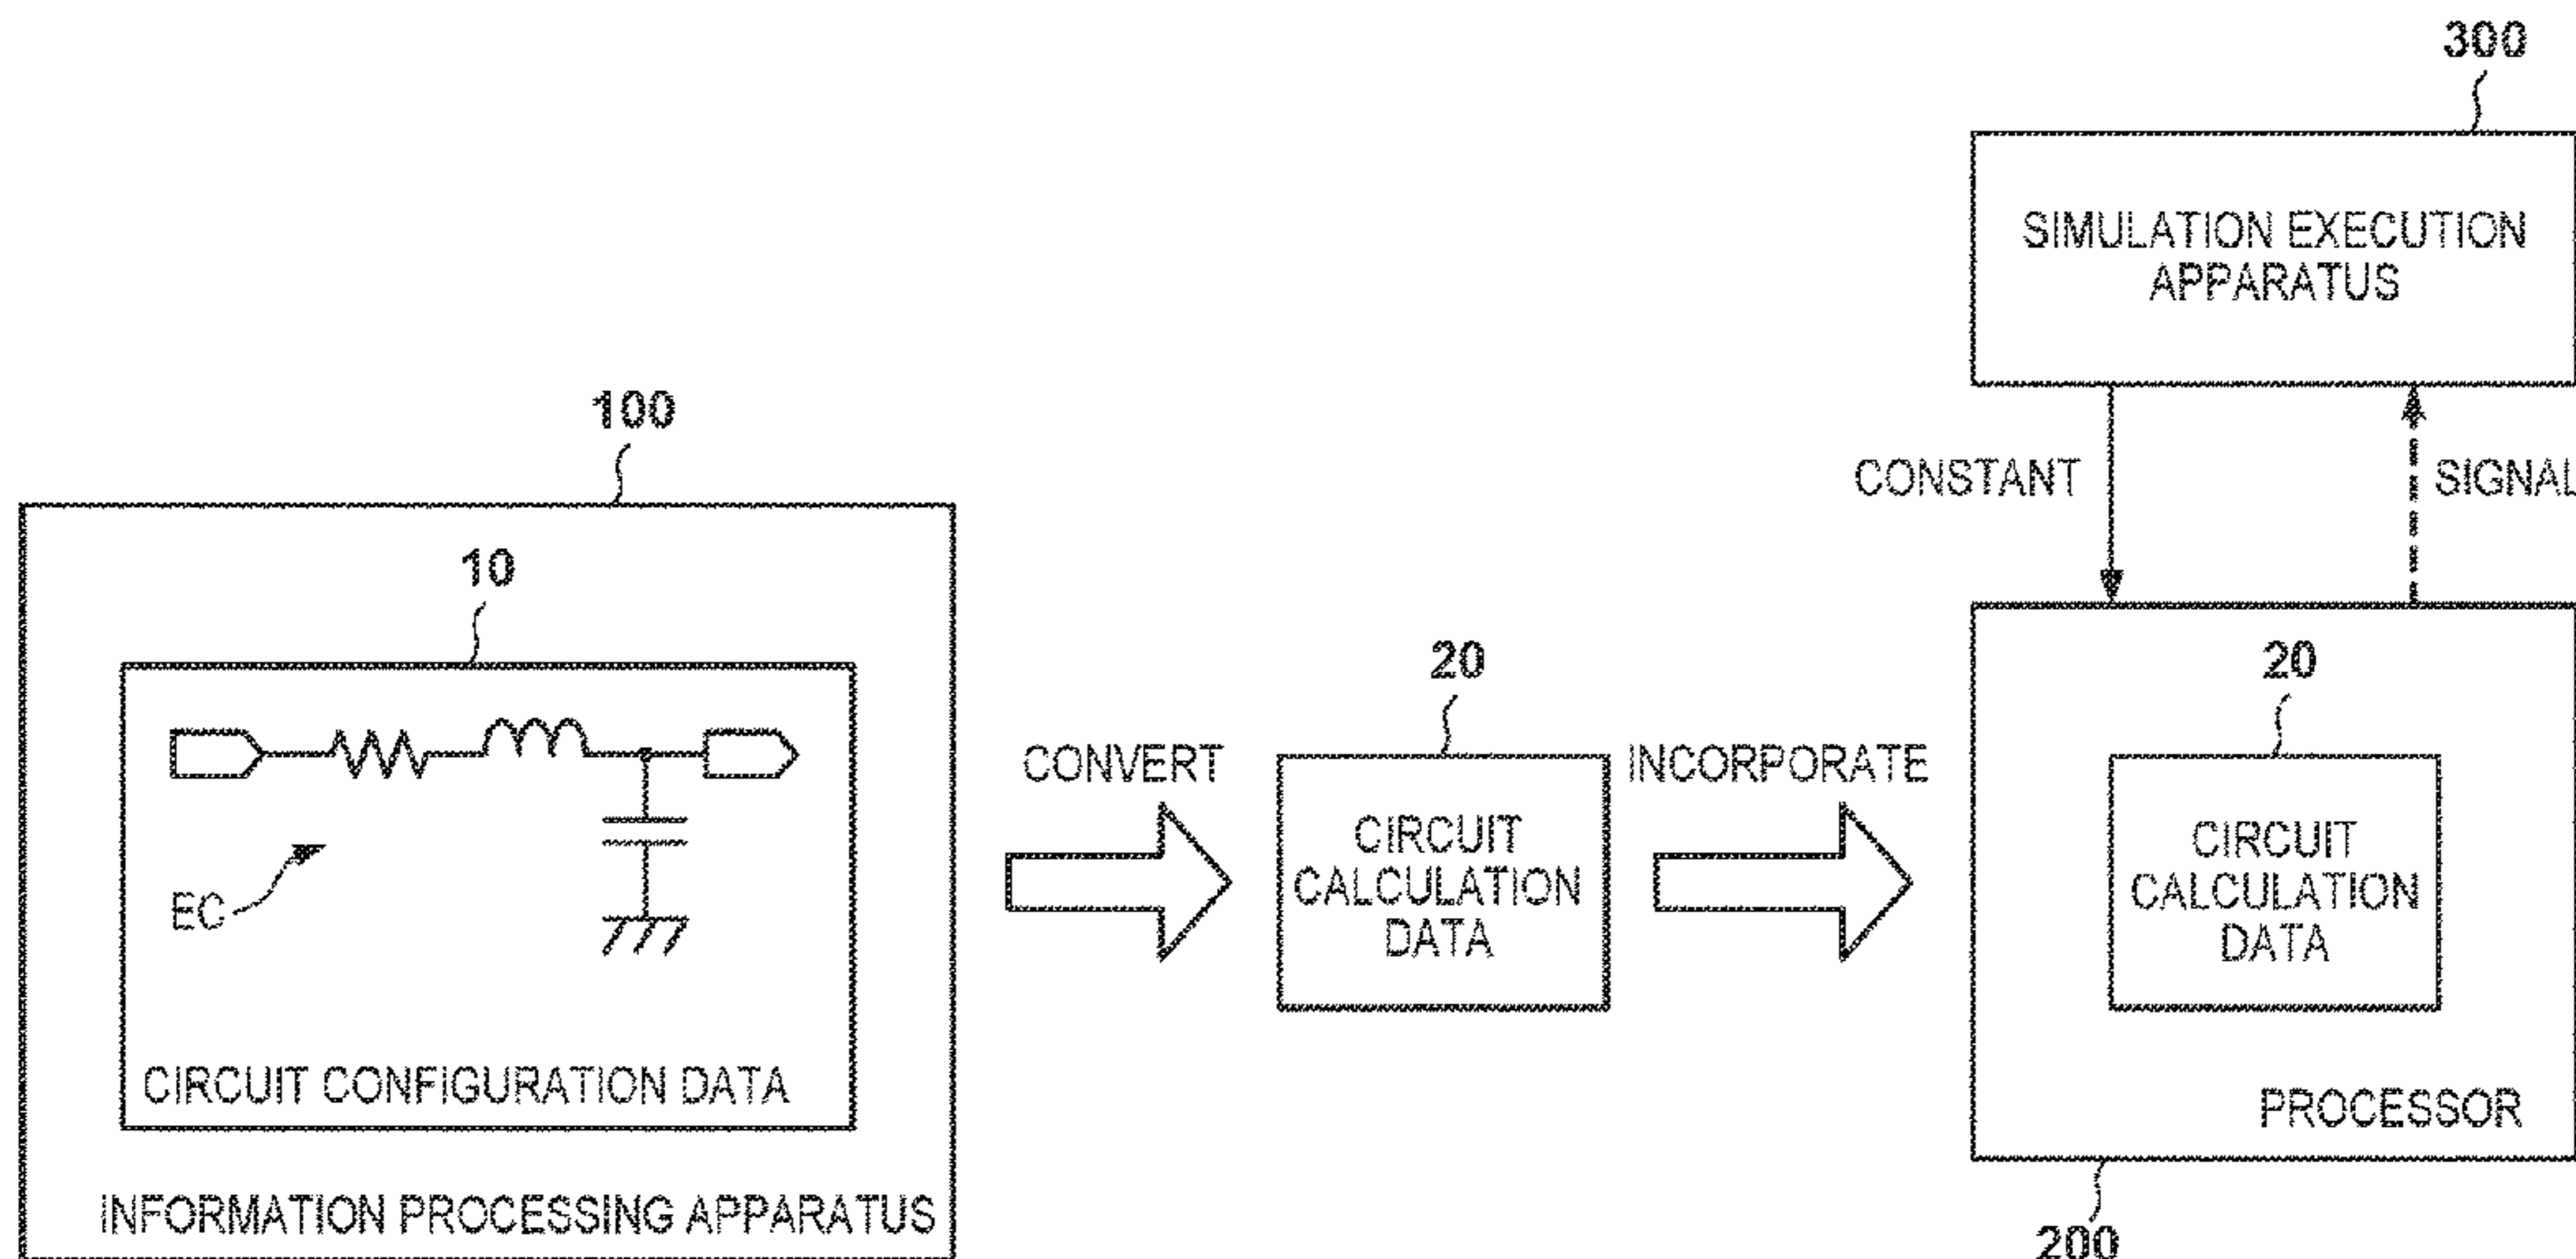 300
SIMULATION EXECUTION
APPARATUS
CONSTANT
SIGNAL
100
10
EC
CIRCUIT CONFIGURATION DATA
INFORMATION PROCESSING APPARATUS
CONVERT
20
CIRCUIT
CALCULATION
DATA
INCORPORATE
20
CIRCUIT
CALCULATION
DATA
PROCESSOR
200